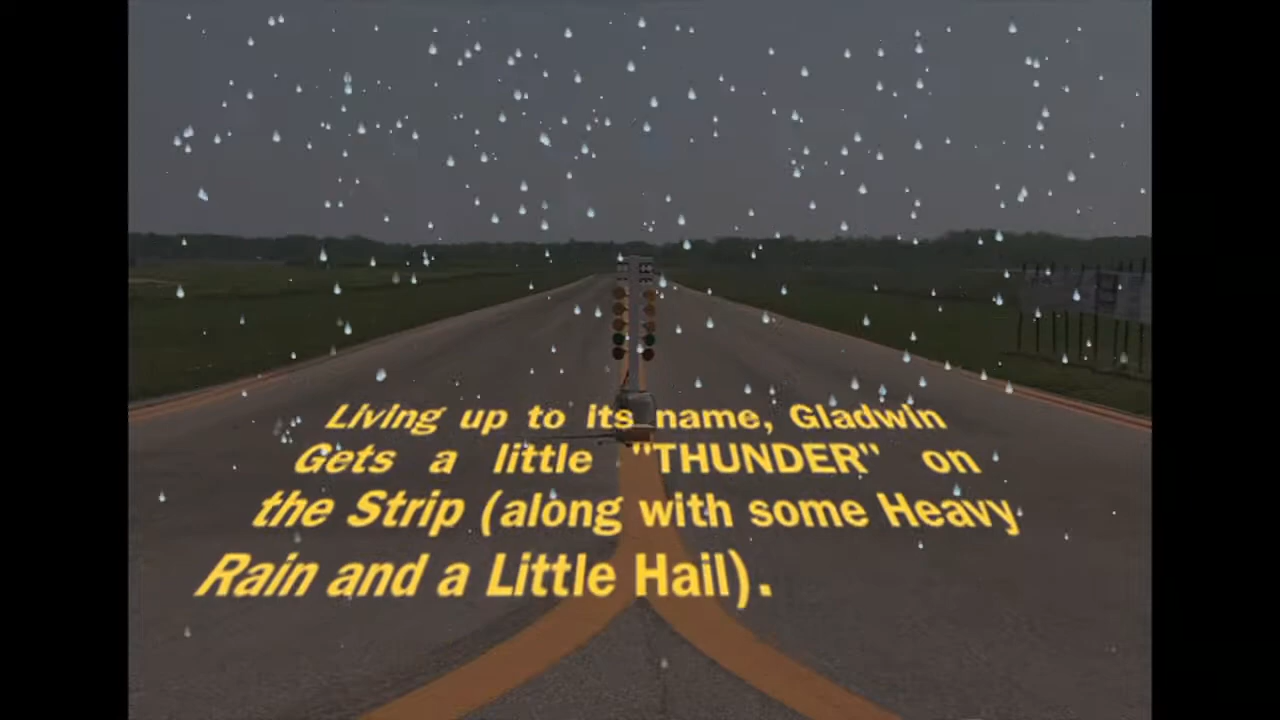 Living up to its name, Gladwin
Gets a little "THUNDER" on
the Strip (along with some Heavy
Rain and a Little Hail).